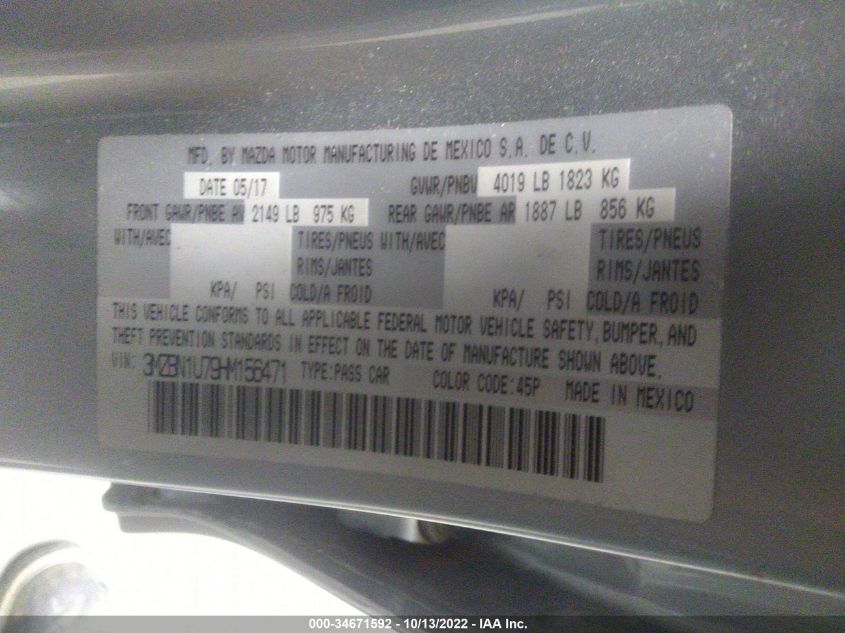 MFD. BY MAZDA MOTOR MANUFACTURING DE MEXICO S.A. DE C.V.
DATE 05/17 GVWR/PNBV 4019 LB 1823 KG
FRONT GAWR/PNBE AV 2149 LB 975 KG REAR GAWR/PNBE AR 1887 LB 856 KG
WITH/AVEC TIRES/PNEUS WITH/AVEC TIRES/PNEUS
RIMS/JANTES RIMS/JANTES
KPA/ PSI COLD/A FROID KPA/ PSI COLD/A FROID
THIS VEHICLE CONFORMS TO ALL APPLICABLE FEDERAL MOTOR VEHICLE SAFETY, BUMPER, AND
THEFT PREVENTION STANDARDS IN EFFECT ON THE DATE OF MANUFACTURE SHOWN ABOVE.
VIN: 3MZBN1U79HM156471 TYPE:PASS CAR COLOR CODE:45P MADE IN MEXICO
000-34671592 - 10/13/2022 - IAA Inc.